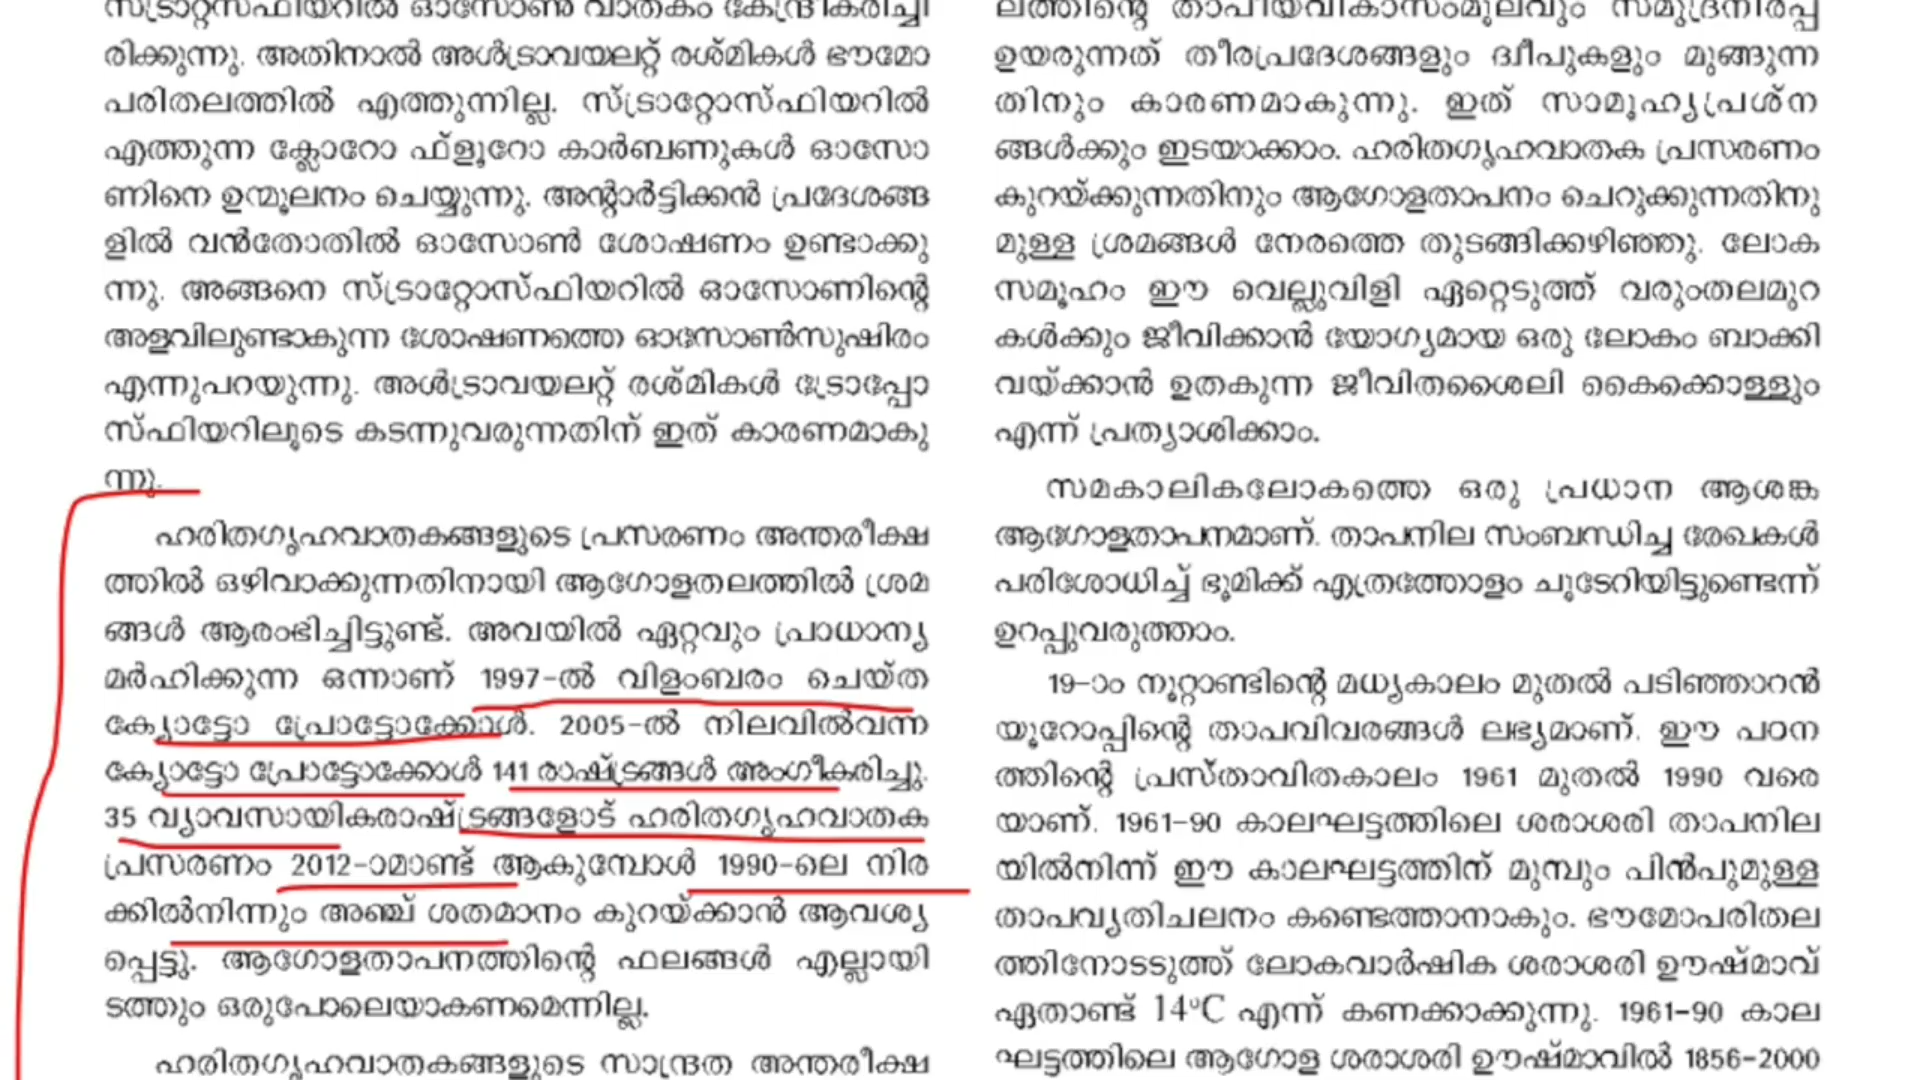 സ്ട്രാറ്റോസ്ഫിയറിൽ ഓസോൺ വാതകം കേന്ദ്രീകരിച്ചി
രിക്കുന്നു. അതിനാൽ അൾട്രാവയലറ്റ് രശ്മികൾ ഭൗമോ
പരിതലത്തിൽ എത്തുന്നില്ല. സ്ട്രാറ്റോസ്ഫിയറിൽ
എത്തുന്ന ക്ലോറോ ഫ്ളൂറോ കാർബണുകൾ ഓസോ
ണിനെ ഉന്മൂലനം ചെയ്യുന്നു. അന്റാർട്ടിക്കൻ പ്രദേശങ്ങ
ളിൽ വൻതോതിൽ ഓസോൺ ശോഷണം ഉണ്ടാക്കു
ന്നു. അങ്ങനെ സ്ട്രാറ്റോസ്ഫിയറിൽ ഓസോണിന്റെ
അളവിലുണ്ടാകുന്ന ശോഷണത്തെ ഓസോൺസുഷിരം
എന്നുപറയുന്നു. അൾട്രാവയലറ്റ് രശ്മികൾ ട്രോപ്പോ
സ്ഫിയറിലൂടെ കടന്നുവരുന്നതിന് ഇത് കാരണമാകു
ന്നു.
ഹരിതഗൃഹവാതകങ്ങളുടെ പ്രസരണം അന്തരീക്ഷ
ത്തിൽ ഒഴിവാക്കുന്നതിനായി ആഗോളതലത്തിൽ ശ്രമ
ങ്ങൾ ആരംഭിച്ചിട്ടുണ്ട്. അവയിൽ ഏറ്റവും പ്രാധാന്യ
മർഹിക്കുന്ന ഒന്നാണ് 1997-ൽ വിളംബരം ചെയ്ത
ക്യോട്ടോ പ്രോട്ടോക്കോൾ. 2005-ൽ നിലവിൽവന്ന
ക്യോട്ടോ പ്രോട്ടോക്കോൾ 141 രാഷ്ട്രങ്ങൾ അംഗീകരിച്ചു.
35 വ്യാവസായികരാഷ്ട്രങ്ങളോട് ഹരിതഗൃഹവാതക
പ്രസരണം 2012-ാമാണ്ട് ആകുമ്പോൾ 1990-ലെ നിര
ക്കിൽനിന്നും അഞ്ച് ശതമാനം കുറയ്ക്കാൻ ആവശ്യ
പ്പെട്ടു. ആഗോളതാപനത്തിന്റെ ഫലങ്ങൾ എല്ലായി
ടത്തും ഒരുപോലെയാകണമെന്നില്ല.
ഹരിതഗൃഹവാതകങ്ങളുടെ സാന്ദ്രത അന്തരീക്ഷ
ലത്തിന്റെ താപീയവികാസംമൂലവും സമുദ്രനിരപ്പ്
ഉയരുന്നത് തീരപ്രദേശങ്ങളും ദ്വീപുകളും മുങ്ങുന്ന
തിനും കാരണമാകുന്നു. ഇത് സാമൂഹ്യപ്രശ്ന
ങ്ങൾക്കും ഇടയാക്കാം. ഹരിതഗൃഹവാതക പ്രസരണം
കുറയ്ക്കുന്നതിനും ആഗോളതാപനം ചെറുക്കുന്നതിനു
മുള്ള ശ്രമങ്ങൾ നേരത്തെ തുടങ്ങിക്കഴിഞ്ഞു. ലോക
സമൂഹം ഈ വെല്ലുവിളി ഏറ്റെടുത്ത് വരുംതലമുറ
കൾക്കും ജീവിക്കാൻ യോഗ്യമായ ഒരു ലോകം ബാക്കി
വയ്ക്കാൻ ഉതകുന്ന ജീവിതശൈലി കൈക്കൊള്ളും
എന്ന് പ്രത്യാശിക്കാം.
സമകാലികലോകത്തെ ഒരു പ്രധാന ആശങ്ക
ആഗോളതാപനമാണ്. താപനില സംബന്ധിച്ച രേഖകൾ
പരിശോധിച്ച് ഭൂമിക്ക് എത്രത്തോളം ചൂടേറിയിട്ടുണ്ടെന്ന്
ഉറപ്പുവരുത്താം.
19-ാം നൂറ്റാണ്ടിന്റെ മധ്യകാലം മുതൽ പടിഞ്ഞാറൻ
യൂറോപ്പിന്റെ താപവിവരങ്ങൾ ലഭ്യമാണ്. ഈ പഠന
ത്തിന്റെ പ്രസ്താവിതകാലം 1961 മുതൽ 1990 വരെ
യാണ്. 1961-90 കാലഘട്ടത്തിലെ ശരാശരി താപനില
യിൽനിന്ന് ഈ കാലഘട്ടത്തിന് മുമ്പും പിൻപുമുള്ള
താപവ്യതിചലനം കണ്ടെത്താനാകും. ഭൗമോപരിതല
ത്തിനോടടുത്ത് ലോകവാർഷിക ശരാശരി ഊഷ്മാവ്
ഏതാണ്ട് 14°C എന്ന് കണക്കാക്കുന്നു. 1961-90 കാല
ഘട്ടത്തിലെ ആഗോള ശരാശരി ഊഷ്മാവിൽ 1856-2000